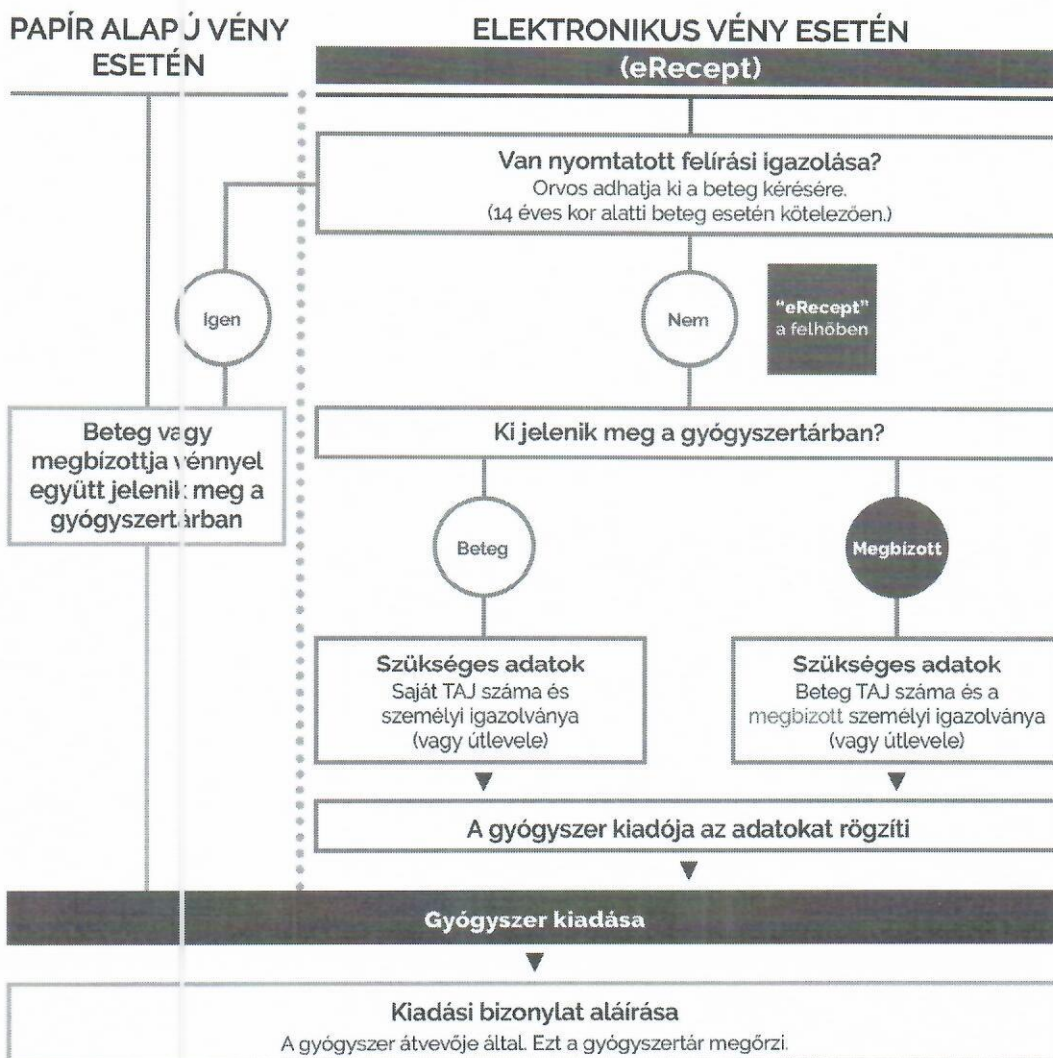 PAPÍR ALAPÚ VÉNY
ESETÉN
ELEKTRONIKUS VÉNY ESETÉN
(eRecept)
Van nyomtatott felírási igazolása?
Orvos adhatja ki a beteg kérésére.
(14 éves kor alatti beteg esetén kötelezően.)
Igen
Nem
"eRecept"
a felhőben
Beteg vagy
megbízottja vénnyel
együtt jelenik meg a
gyógyszertárban
Ki jelenik meg a gyógyszertárban?
Beteg
Megbízott
Szükséges adatok
Saját TAJ száma és
személyi igazolványa
(vagy útlevele)
Szükséges adatok
Beteg TAJ száma és a
megbízott személyi igazolványa
(vagy útlevele)
A gyógyszer kiadója az adatokat rögzíti
Gyógyszer kiadása
Kiadási bizonylat aláírása
A gyógyszer átvevője által. Ezt a gyógyszertár megőrzi.